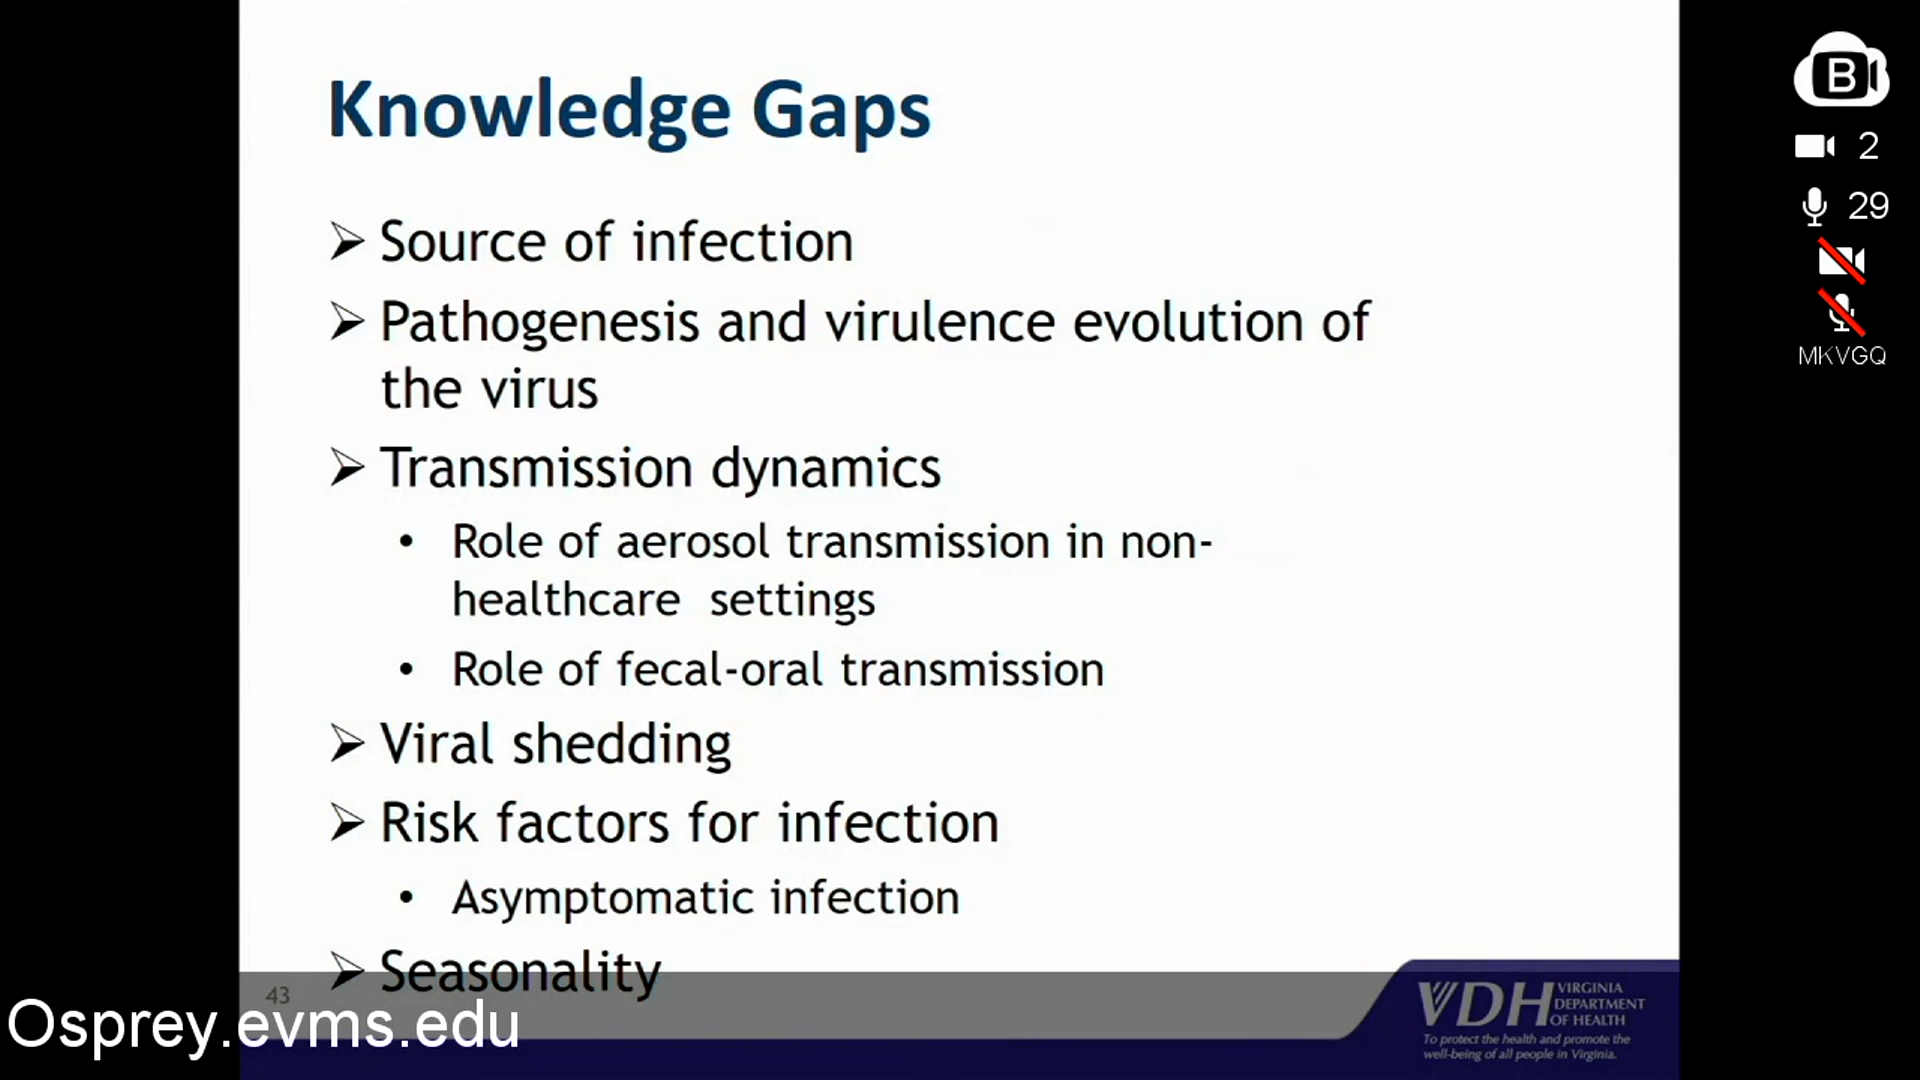 Knowledge Gaps
➢ Source of infection
➢ Pathogenesis and virulence evolution of
the virus
➢ Transmission dynamics
• Role of aerosol transmission in non-
healthcare settings
• Role of fecal-oral transmission
➢ Viral shedding
➢ Risk factors for infection
• Asymptomatic infection
➢ Seasonality
43
Osprey.evms.edu
VDH VIRGINIA
DEPARTMENT
OF HEALTH
To protect the health and promote the
well-being of all people in Virginia.
B
2
29
MKVGQ